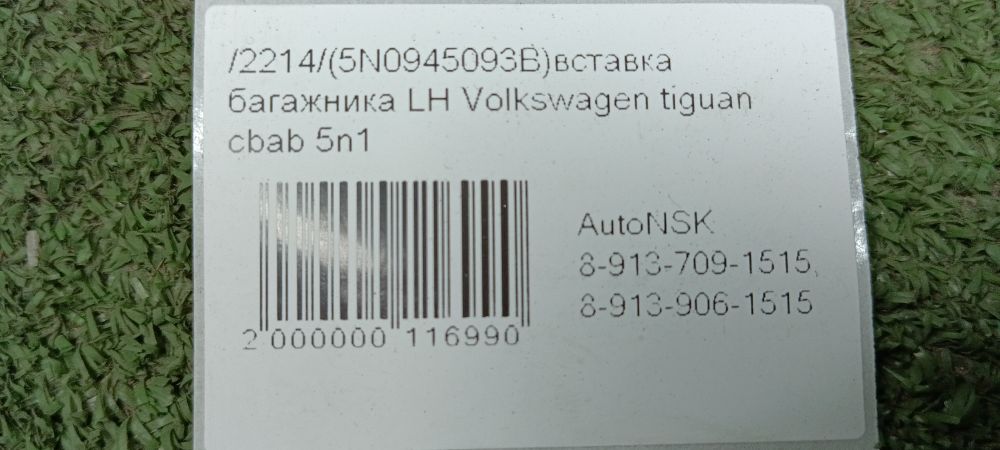 /2214/(5N0945093B)вставка
багажника LH Volkswagen tiguan
cbab 5n1
AutoNSK
8-913-709-1515,
8-913-906-1515
2 000000 116990